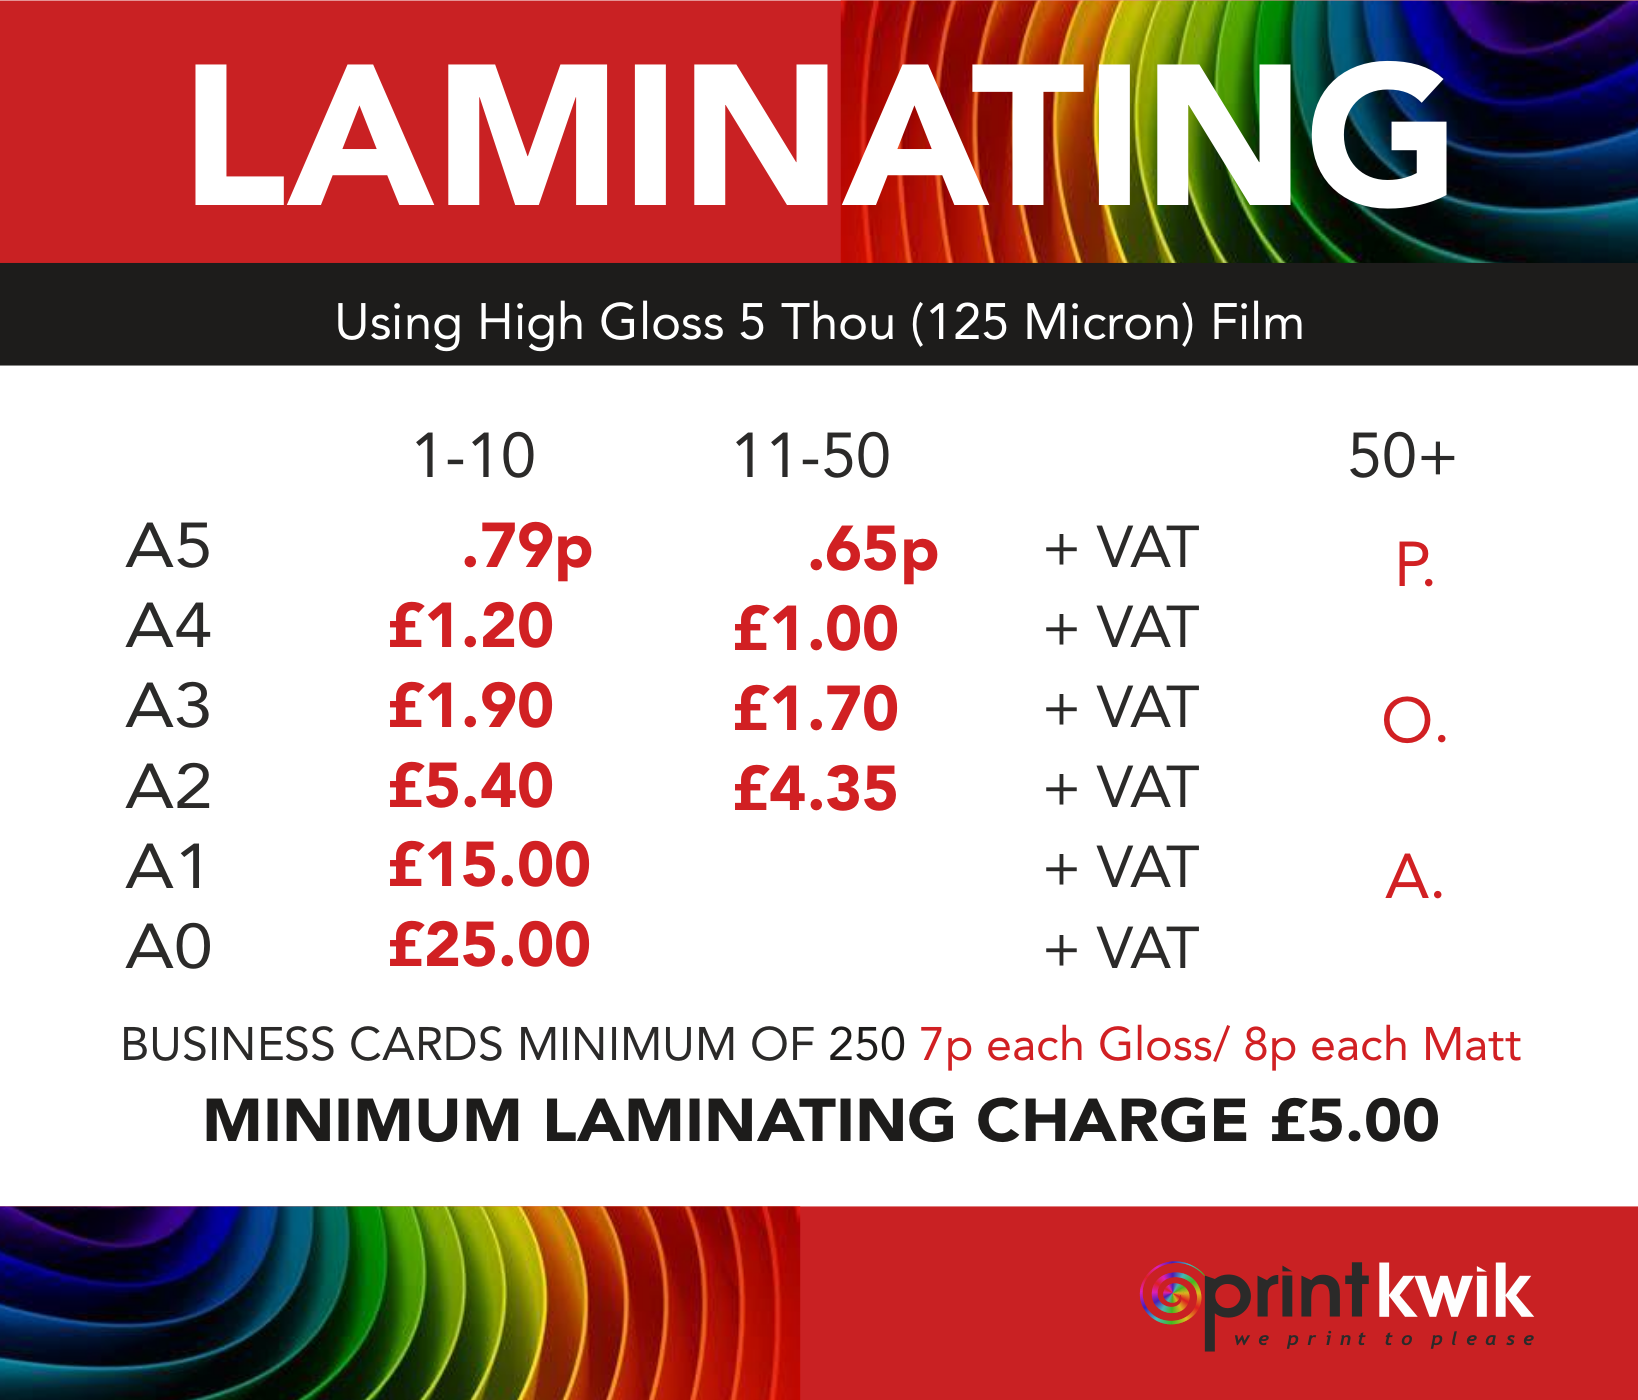 LAMINATING
Using High Gloss 5 Thou (125 Micron) Film
1-10 11-50 50+
A5 .79p .65p + VAT P.
A4 £1.20 £1.00 + VAT
A3 £1.90 £1.70 + VAT O.
A2 £5.40 £4.35 + VAT
A1 £15.00 + VAT A.
A0 £25.00 + VAT
BUSINESS CARDS MINIMUM OF 250 7p each Gloss/ 8p each Matt
MINIMUM LAMINATING CHARGE £5.00
printkwik
we print to please